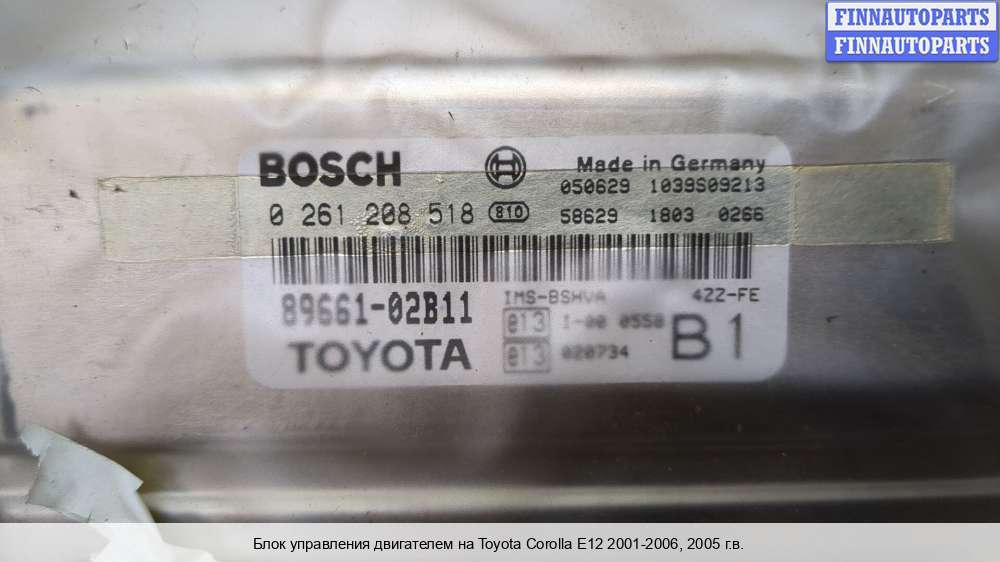 FINNAUTOPARTS
FINNAUTOPARTS
BOSCH
Made in Germany
050629 1039S09213
0 261 208 518 810 58629 1803 0266
89661-02B11
IMS-BSHVA 4ZZ-FE
TOYOTA
e13 I-00 0558
e13 020734
B1
Блок управления двигателем на Toyota Corolla E12 2001-2006, 2005 г.в.